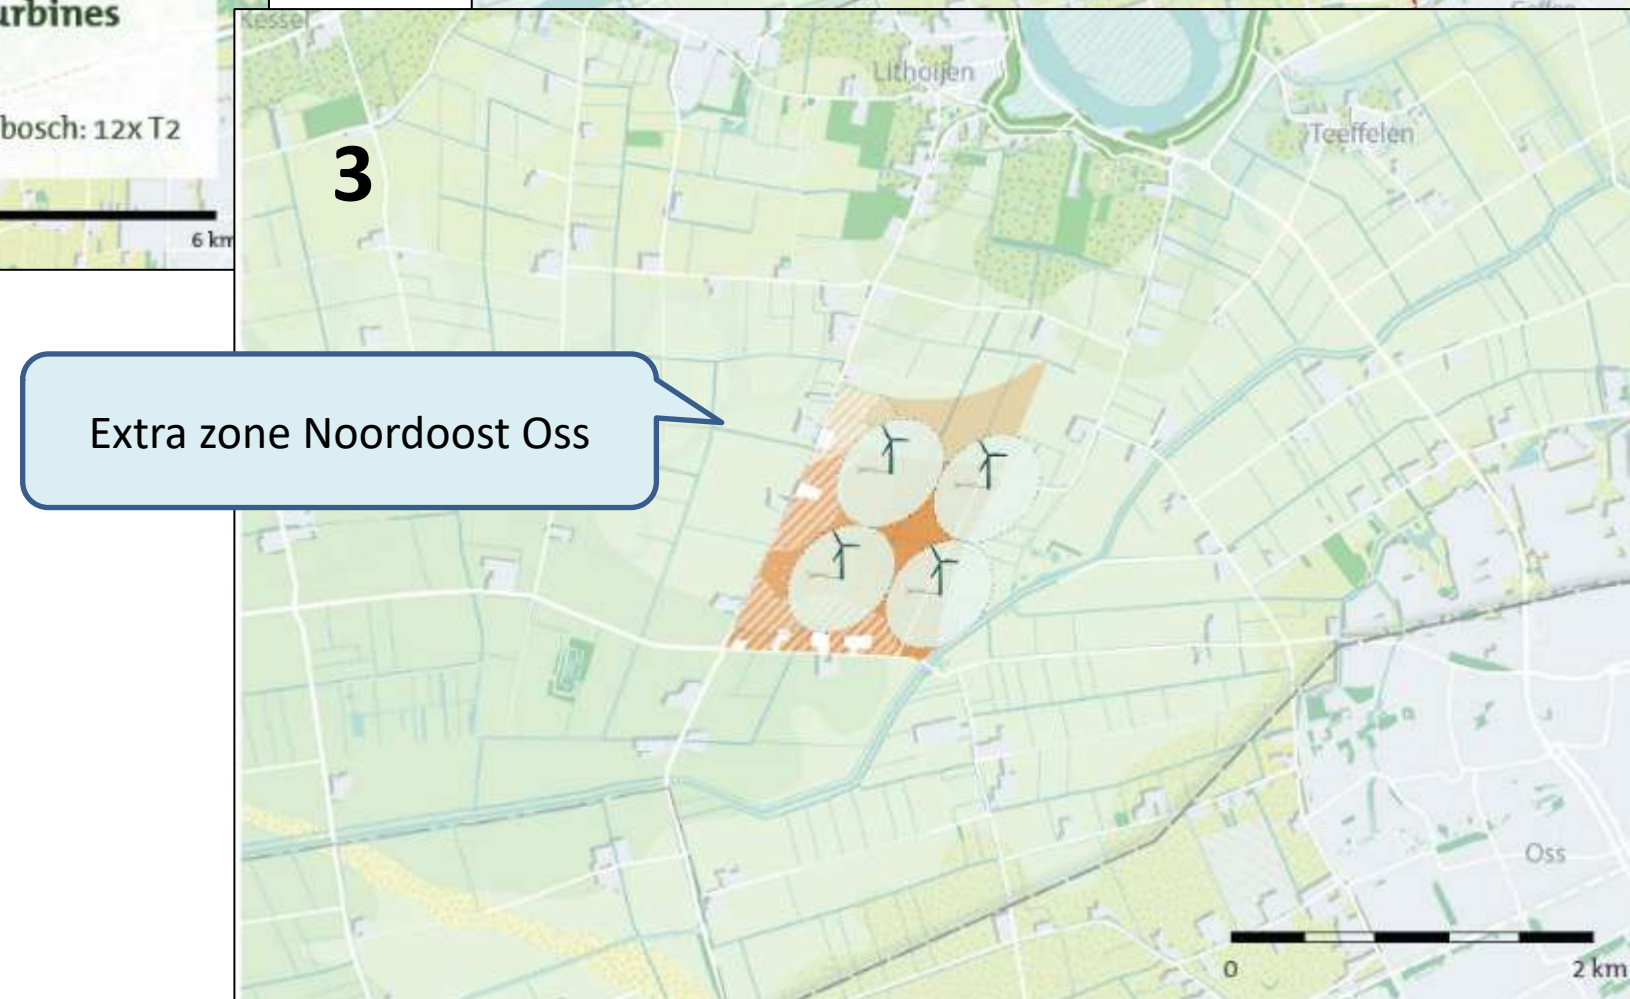 urbines
bosch: 12x T2
6 km
Kessel
Lithoijen
Teeffelen
3
Extra zone Noordoost Oss
Oss
0
2 km